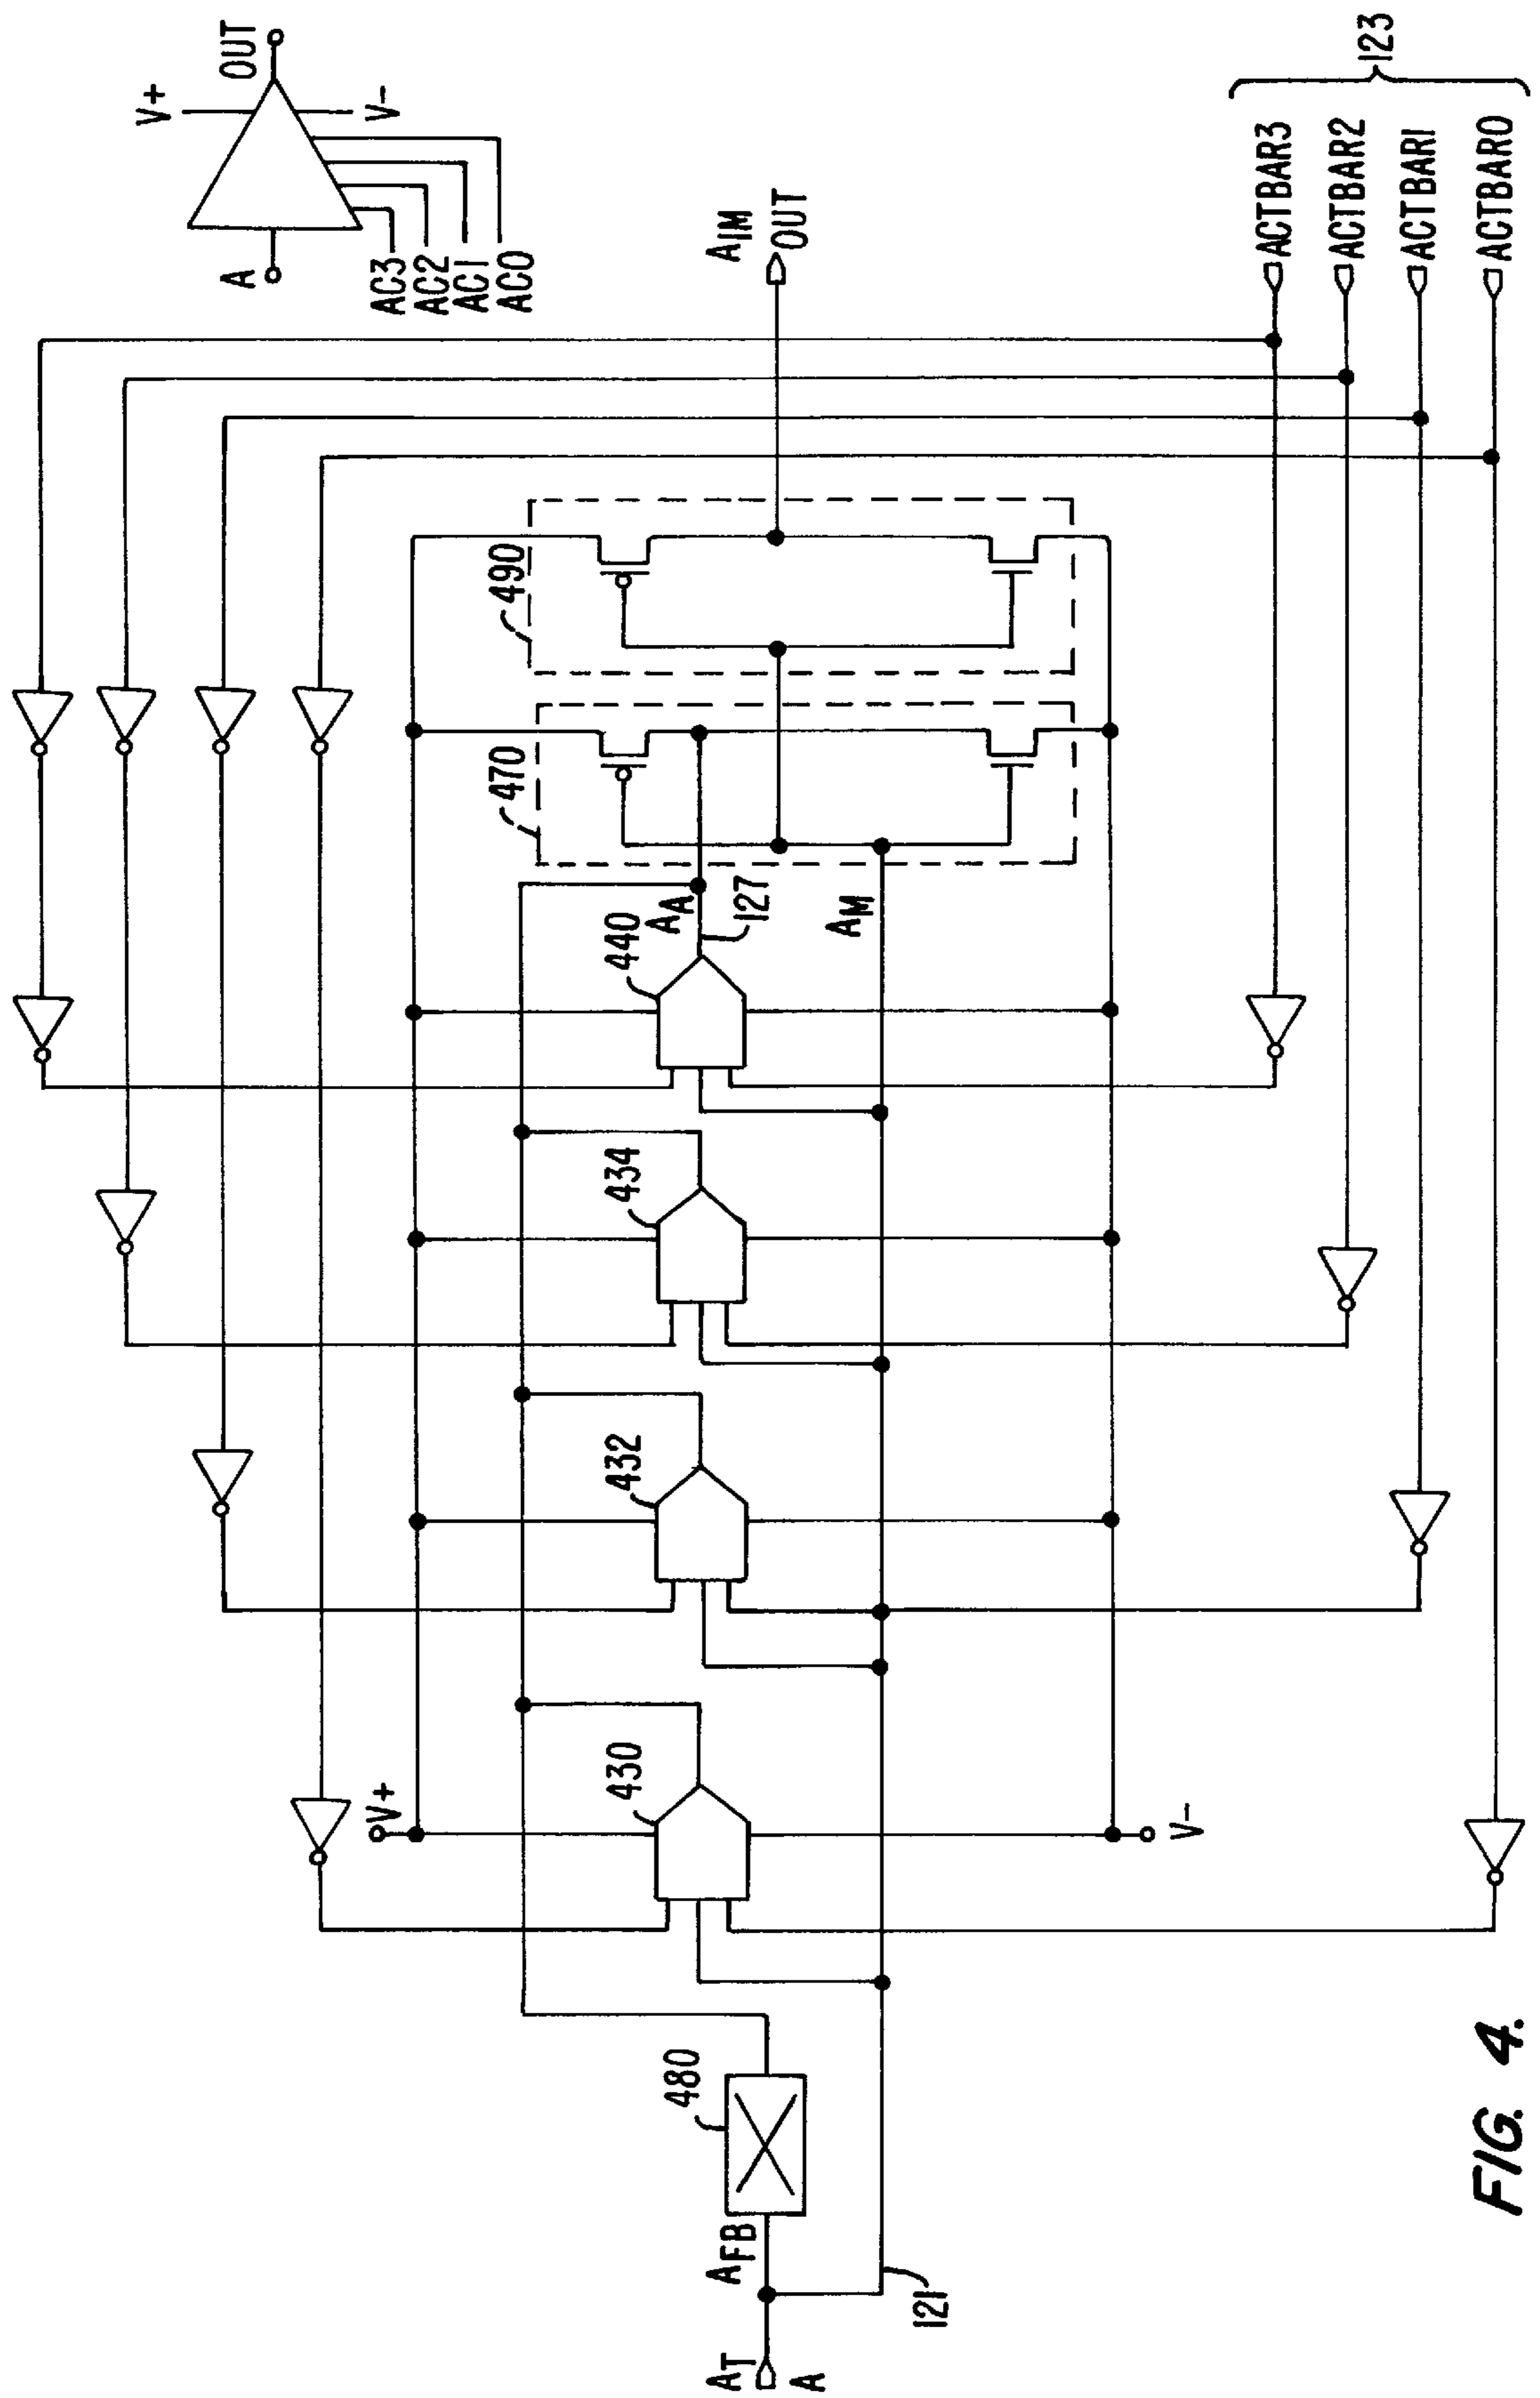 V+
OUT
A
V-
AC3
AC2
AC1
AC0
A_IM
OUT
123
ACTBAR3
ACTBAR2
ACTBAR1
ACTBAR0
490
470
A_A
127
A_M
440
434
432
430
V+
V-
480
A_FB
A_T
A
121
FIG. 4.